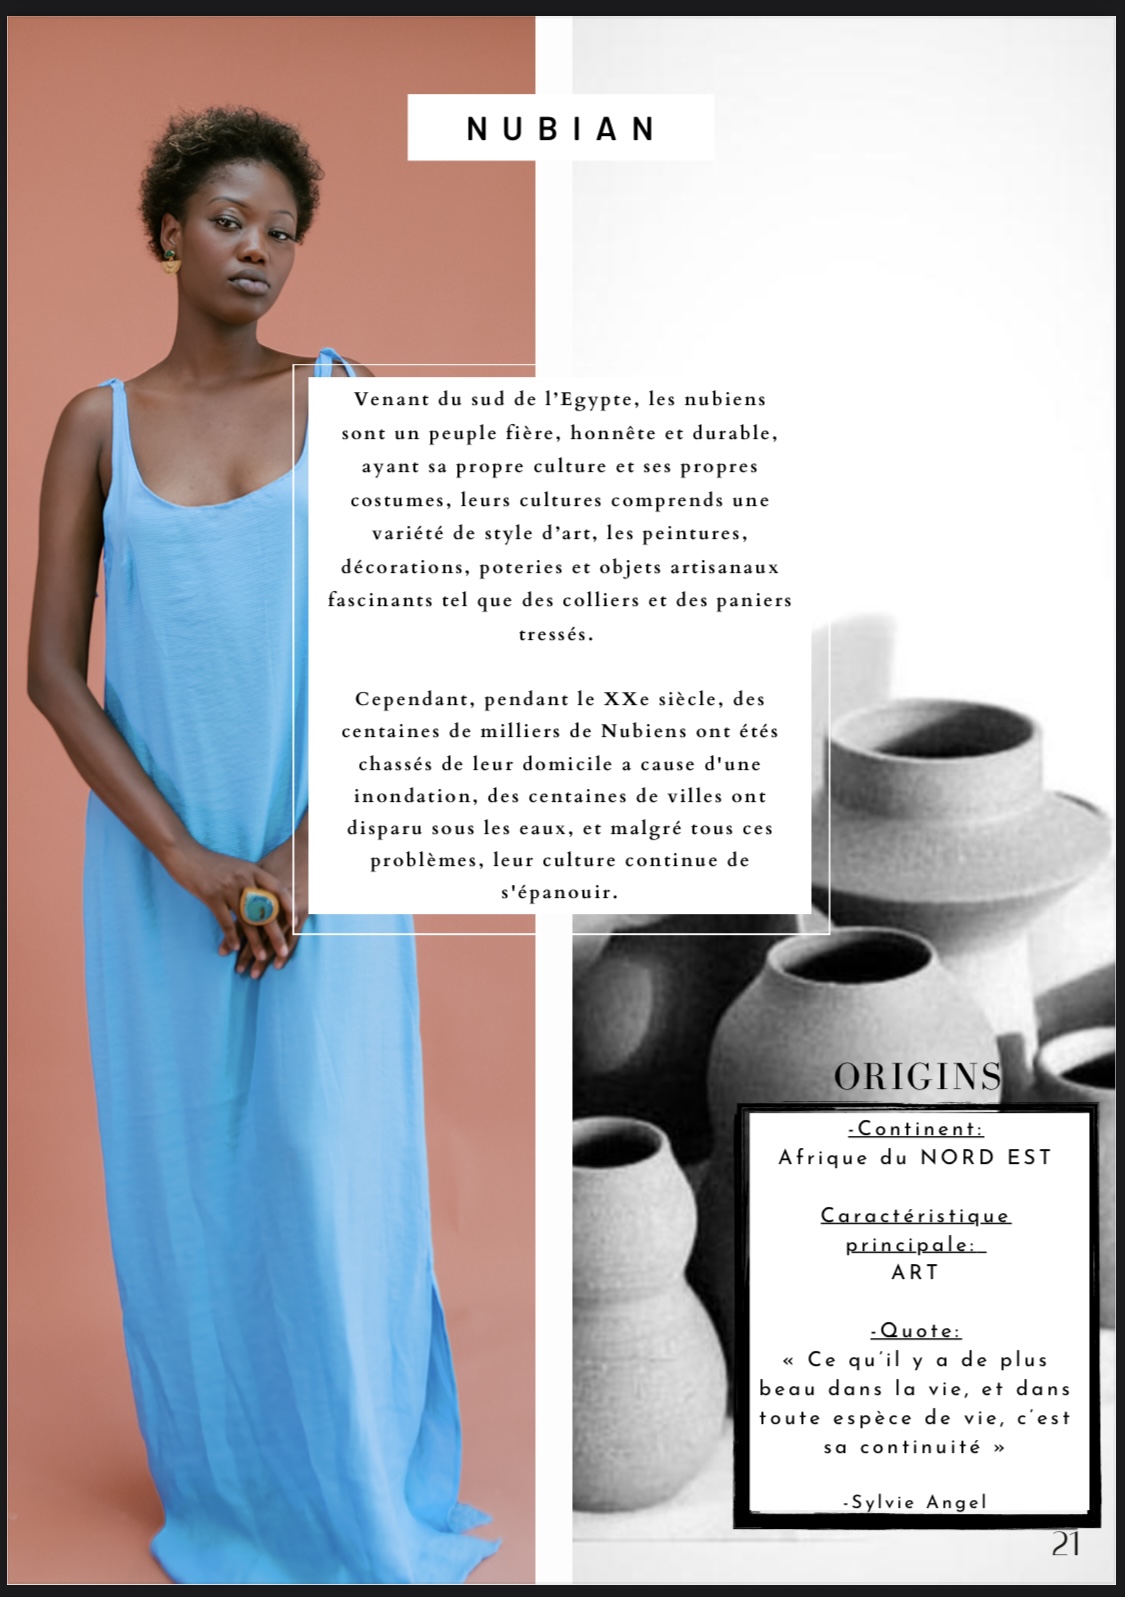 NUBIAN
Venant du sud de l’Egypte, les nubiens
sont un peuple fière, honnête et durable,
ayant sa propre culture et ses propres
costumes, leurs cultures comprends une
variété de style d’art, les peintures,
décorations, poteries et objets artisanaux
fascinants tel que des colliers et des paniers
tressés.
Cependant, pendant le XXe siècle, des
centaines de milliers de Nubiens ont étés
chassés de leur domicile a cause d'une
inondation, des centaines de villes ont
disparu sous les eaux, et malgré tous ces
problèmes, leur culture continue de
s'épanouir.
ORIGINS
-Continent:
Afrique du NORD EST
Caractéristique
principale:
ART
-Quote:
« Ce qu'il y a de plus
beau dans la vie, et dans
toute espèce de vie, c'est
sa continuité »
-Sylvie Angel
21